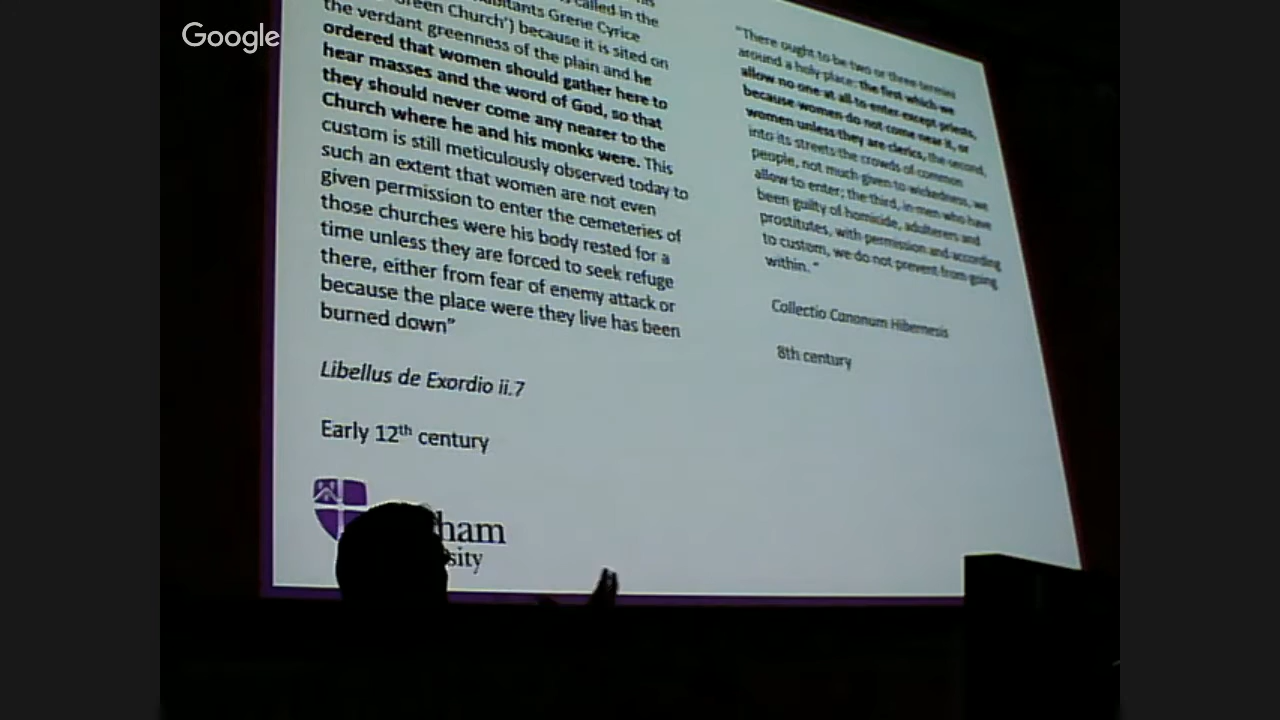 Google
called in the
Grene Cyrice
Green Church’) because it is sited on
the verdant greenness of the plain and he
ordered that women should gather here to
hear masses and the word of God, so that
they should never come any nearer to the
Church where he and his monks were. This
custom is still meticulously observed today to
such an extent that women are not even
given permission to enter the cemeteries of
those churches were his body rested for a
time unless they are forced to seek refuge
there, either from fear of enemy attack or
because the place were they live has been
burned down”
Libellus de Exordio ii.7
Early 12th century
ham
sity
“There ought to be two or three termini
around a holy place: the first which we
allow no one at all to enter except priests,
because women do not come near it, or
women unless they are clerics, the second,
into its streets the crowds of common
people, not much given to wickedness, we
allow to enter; the third, in men who have
been guilty of homicide, adulterers and
prostitutes, with permission and according
to custom, we do not prevent from going
within. ”
Collectio Canonum Hibernesis
8th century